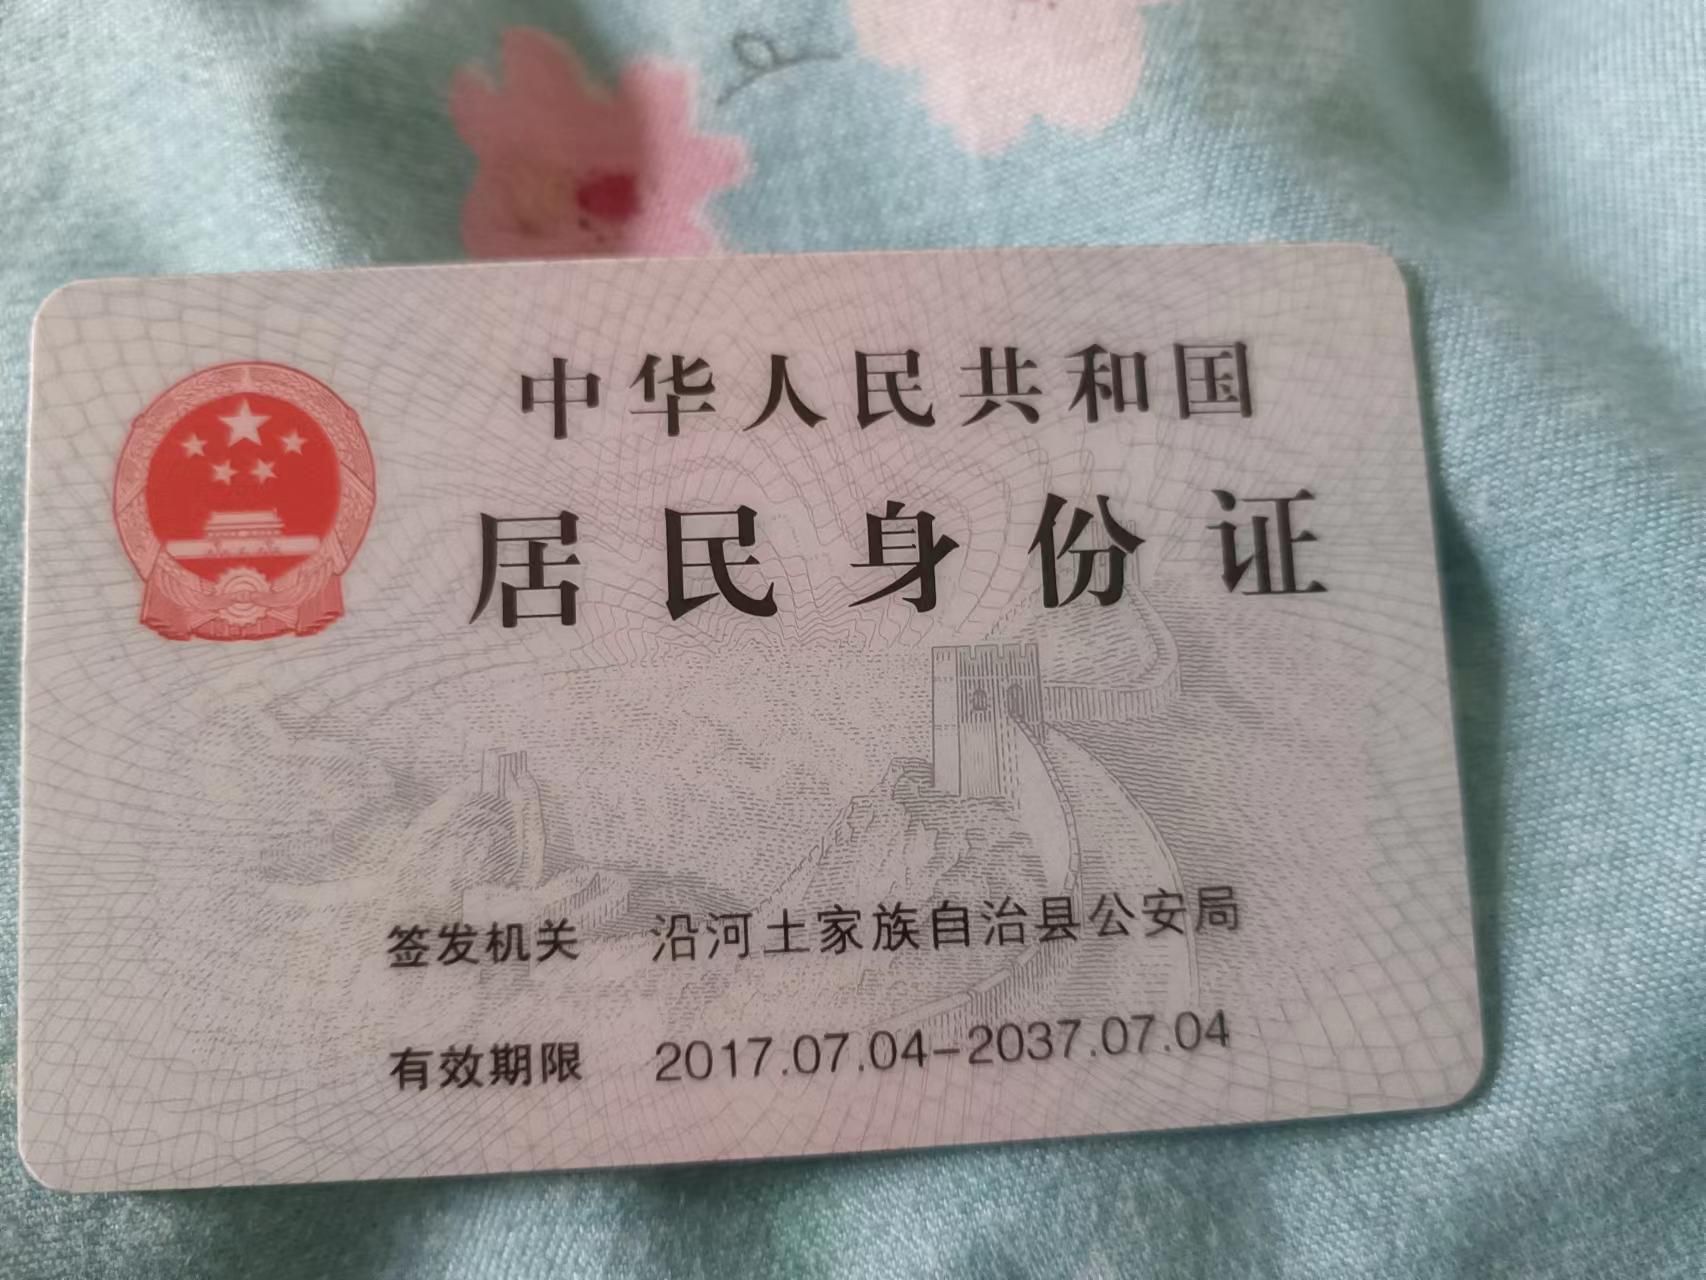 中华人民共和国
居民身份证
签发机关 沿河土家族自治县公安局
有效期限 2017.07.04-2037.07.04